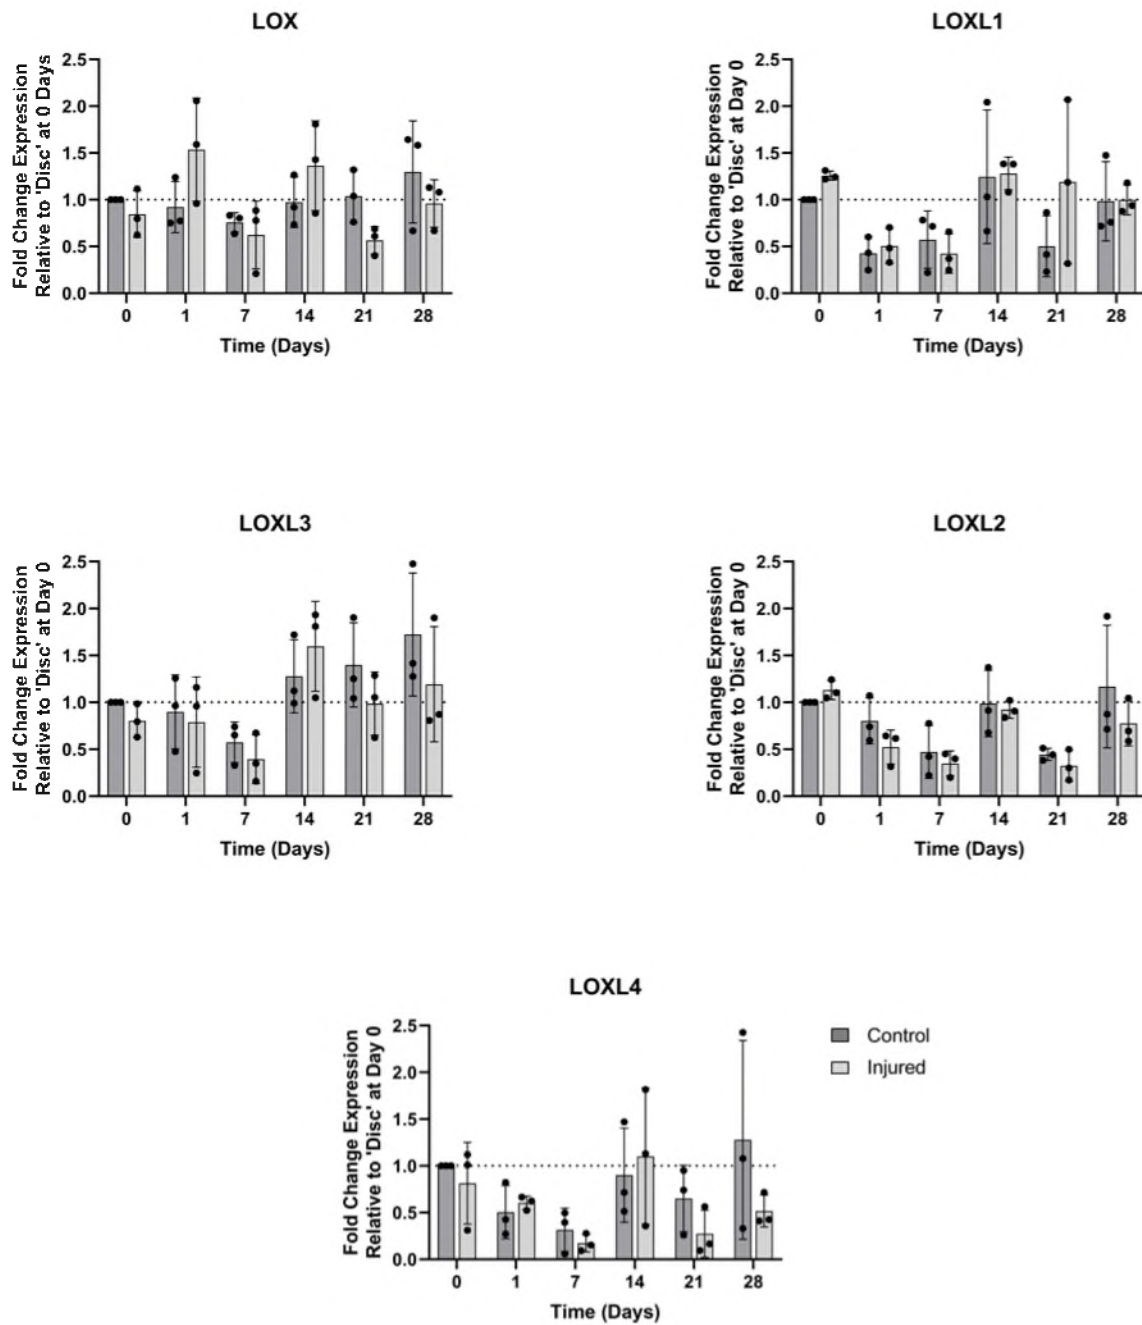 LOX
Fold Change Expression
Relative to 'Disc' at 0 Days
2.5
2.0
1.5
1.0
0.5
0.0
0 1 7 14 21 28
Time (Days)
LOXL1
Fold Change Expression
Relative to 'Disc' at Day 0
2.5
2.0
1.5
1.0
0.5
0.0
0 1 7 14 21 28
Time (Days)
LOXL3
Fold Change Expression
Relative to 'Disc' at Day 0
2.5
2.0
1.5
1.0
0.5
0.0
0 1 7 14 21 28
Time (Days)
LOXL2
Fold Change Expression
Relative to 'Disc' at Day 0
2.5
2.0
1.5
1.0
0.5
0.0
0 1 7 14 21 28
Time (Days)
LOXL4
Fold Change Expression
Relative to 'Disc' at Day 0
2.5
2.0
1.5
1.0
0.5
0.0
0 1 7 14 21 28
Time (Days)
Control
Injured